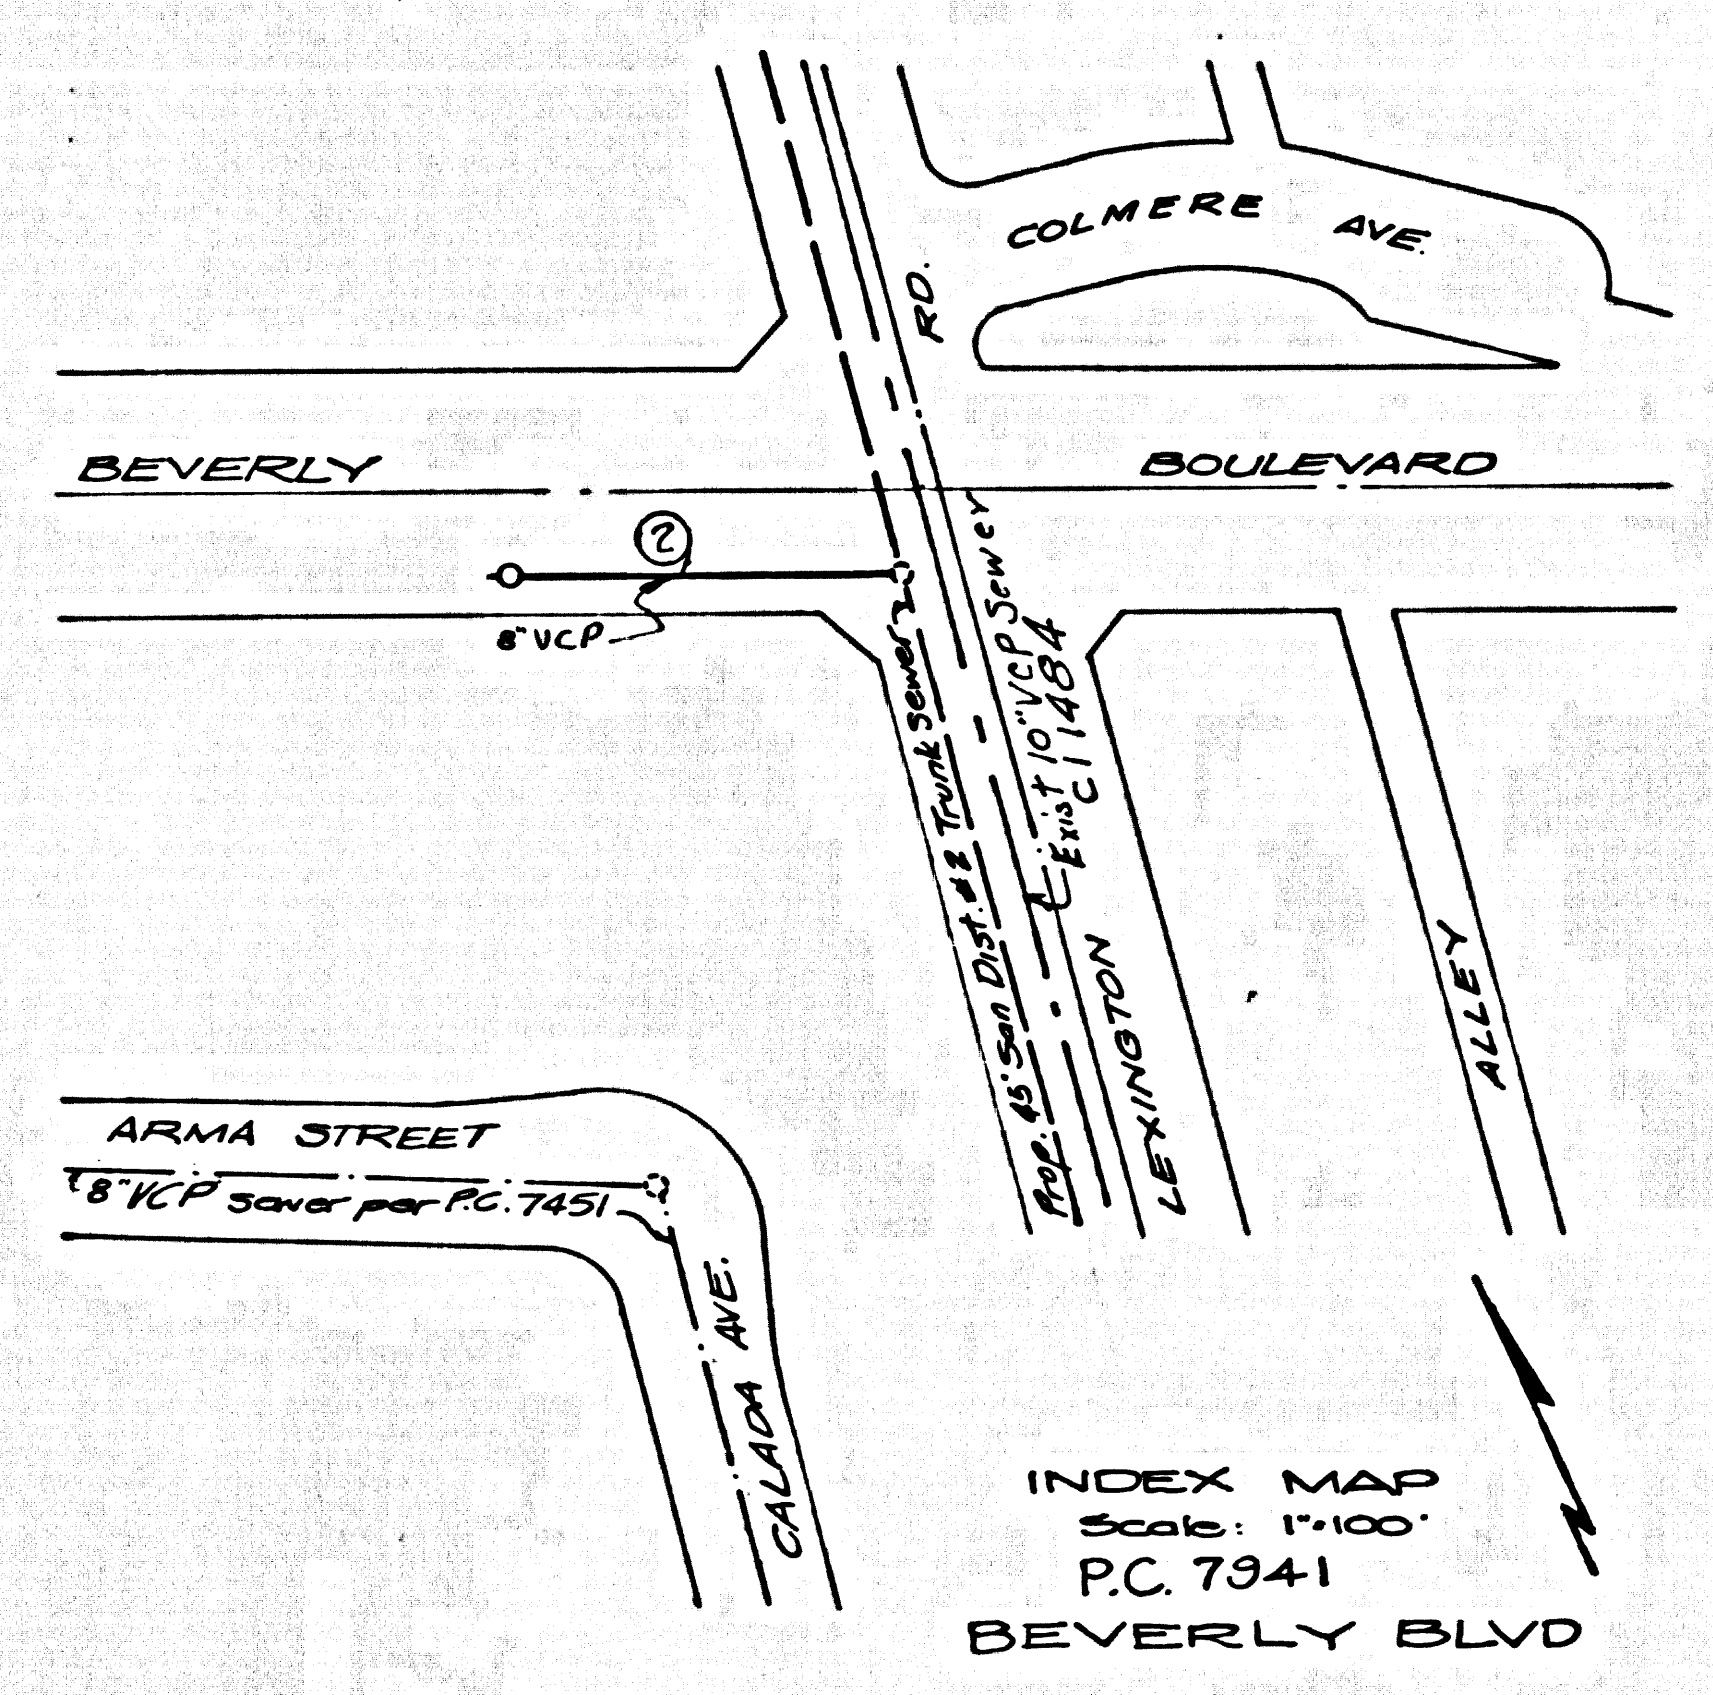 COLMERE AVE.
RD.
BEVERLY BOULEVARD
2
8" VCP
Exist 10" VCP Sewer
C11484
Prop. 45" San Dist. #2 Trunk Sewer
LEXINGTON
ALLEY
ARMA STREET
8" VCP sewer per P.C. 7451
CALADA AVE.
INDEX MAP
Scale: 1"=100'
P.C. 7941
BEVERLY BLVD